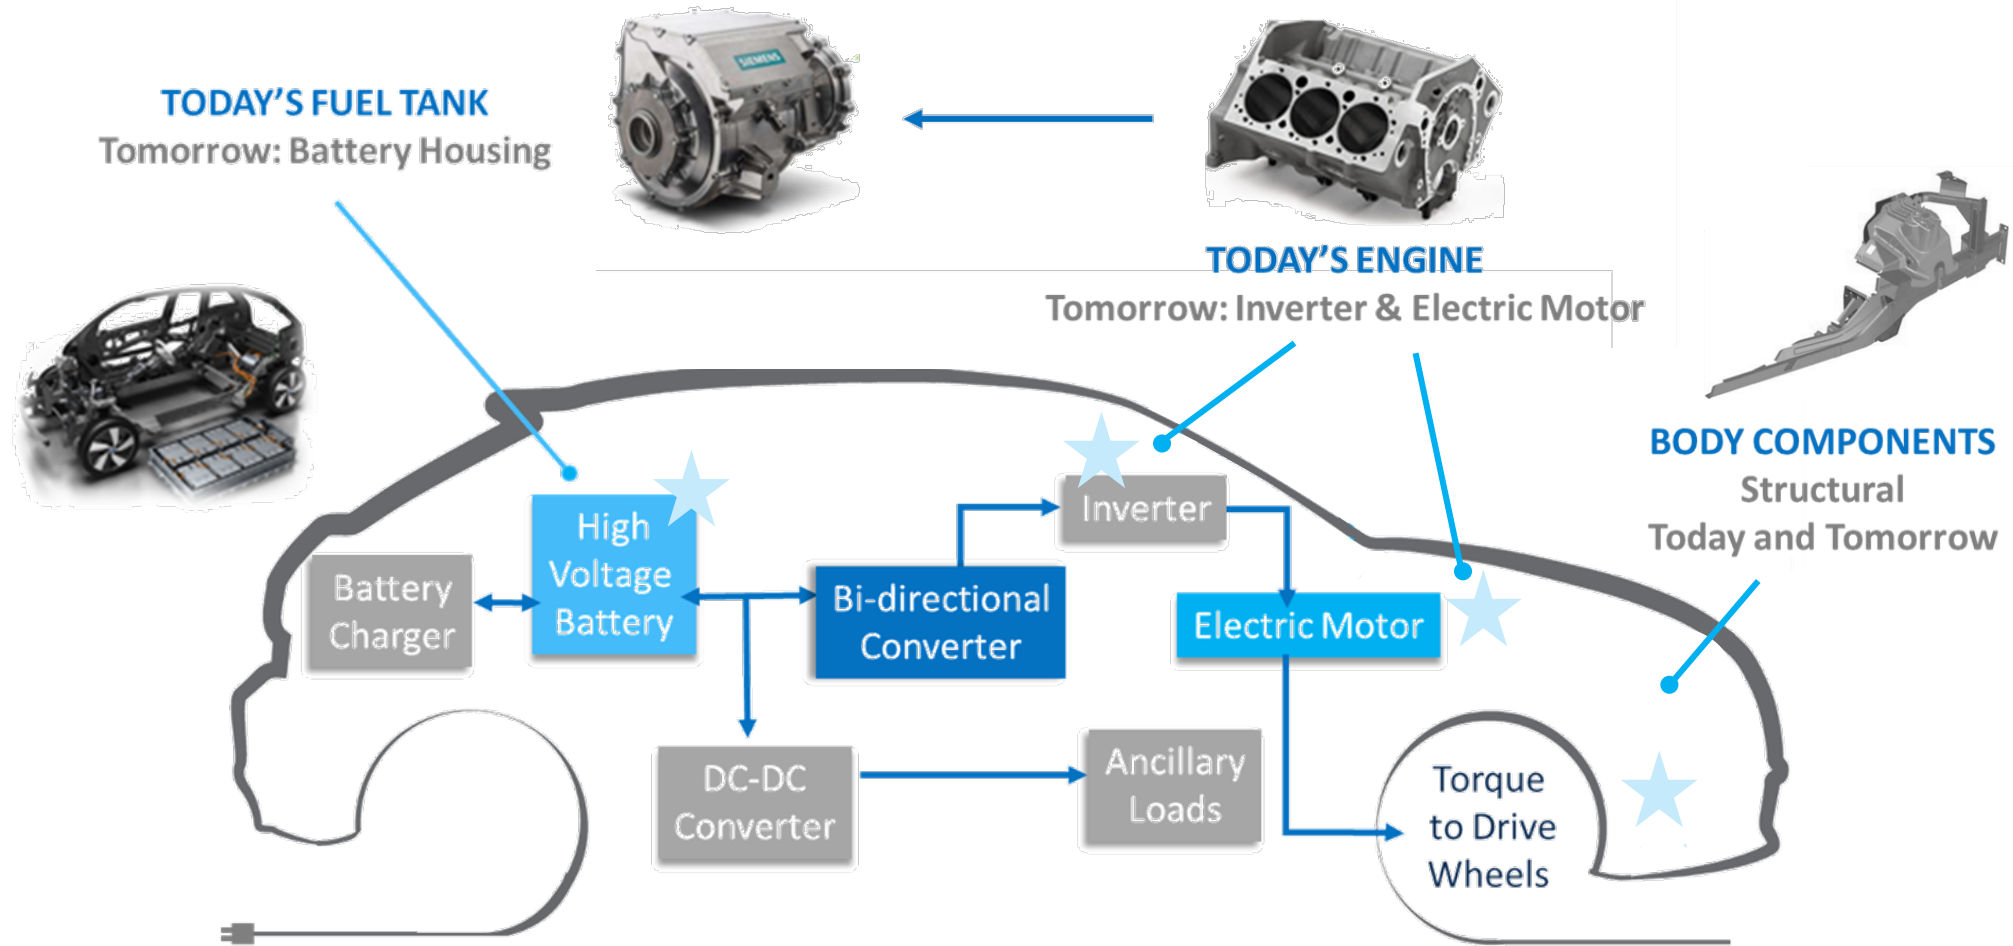 SIEMENS
TODAY'S FUEL TANK
Tomorrow: Battery Housing
TODAY'S ENGINE
Tomorrow: Inverter & Electric Motor
BODY COMPONENTS
Structural
Today and Tomorrow
Battery
Charger
High
Voltage
Battery
Bi-directional
Converter
Inverter
Electric Motor
DC-DC
Converter
Ancillary
Loads
Torque
to Drive
Wheels